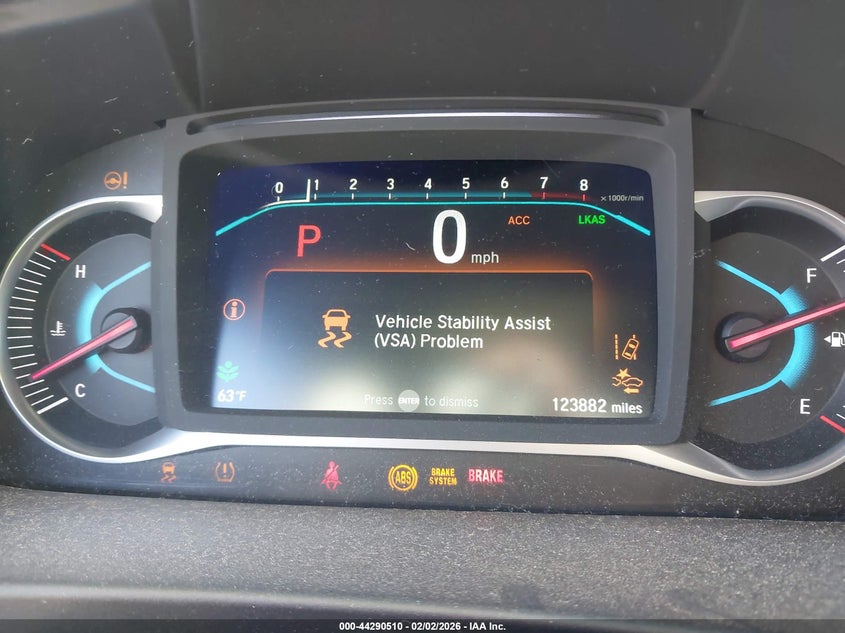 0 1 2 3 4 5 6 7 8 ×1000r/min
P 0 mph ACC LKAS
H
C
F
E
Vehicle Stability Assist
(VSA) Problem
63°F
Press ENTER to dismiss
123882 miles
ABS
BRAKE
SYSTEM
BRAKE
000-44290510 - 02/02/2026 - IAA Inc.